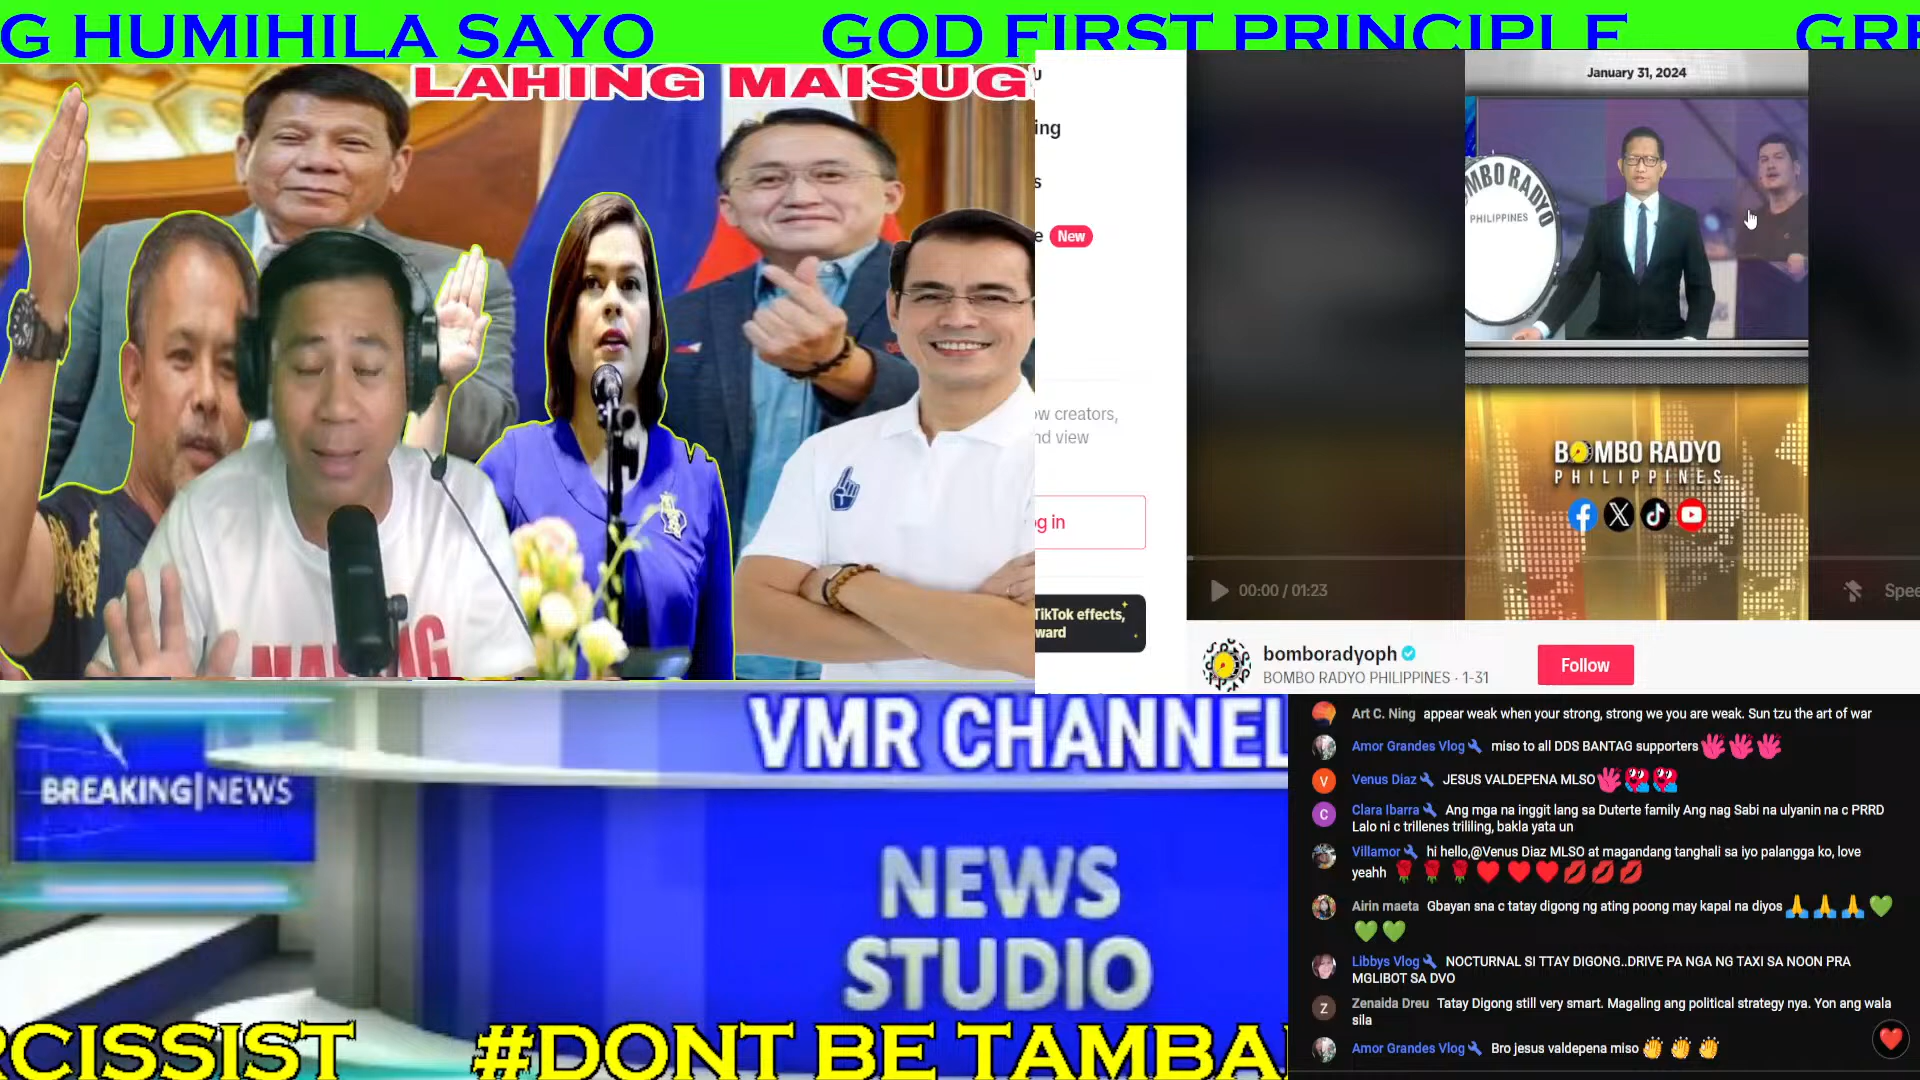 G HUMIHILA SAYO
GOD FIRST PRINCIPLE
GRE
LAHING MAISUG
ing
s
e New
ow creators,
nd view
og in
TikTok effects,
ward
January 31, 2024
MBO RADYO
PHILIPPINES
BOMBO RADYO
PHILIPPINES
00:00 / 01:23
Spee
bomboradyoph
BOMBO RADYO PHILIPPINES · 1-31
Follow
VMR CHANNEL
BREAKING|NEWS
NEWS
STUDIO
RCISSIST
#DONT BE TAMBA
Art C. Ning appear weak when your strong, strong we you are weak. Sun tzu the art of war
Amor Grandes Vlog miso to all DDS BANTAG supporters
Venus Diaz JESUS VALDEPENA MLSO
Clara Ibarra Ang mga na inggit lang sa Duterte family Ang nag Sabi na ulyanin na c PRRD
Lalo ni c trillenes trililing, bakla yata un
Villamor hi hello,@Venus Diaz MLSO at magandang tanghali sa iyo palangga ko, love
yeahh
Airin maeta Gbayan sna c tatay digong ng ating poong may kapal na diyos
Libbys Vlog NOCTURNAL SI TTAY DIGONG..DRIVE PA NGA NG TAXI SA NOON PRA
MGLIBOT SA DVO
Zenaida Dreu Tatay Digong still very smart. Magaling ang political strategy nya. Yon ang wala
sila
Amor Grandes Vlog Bro jesus valdepena miso